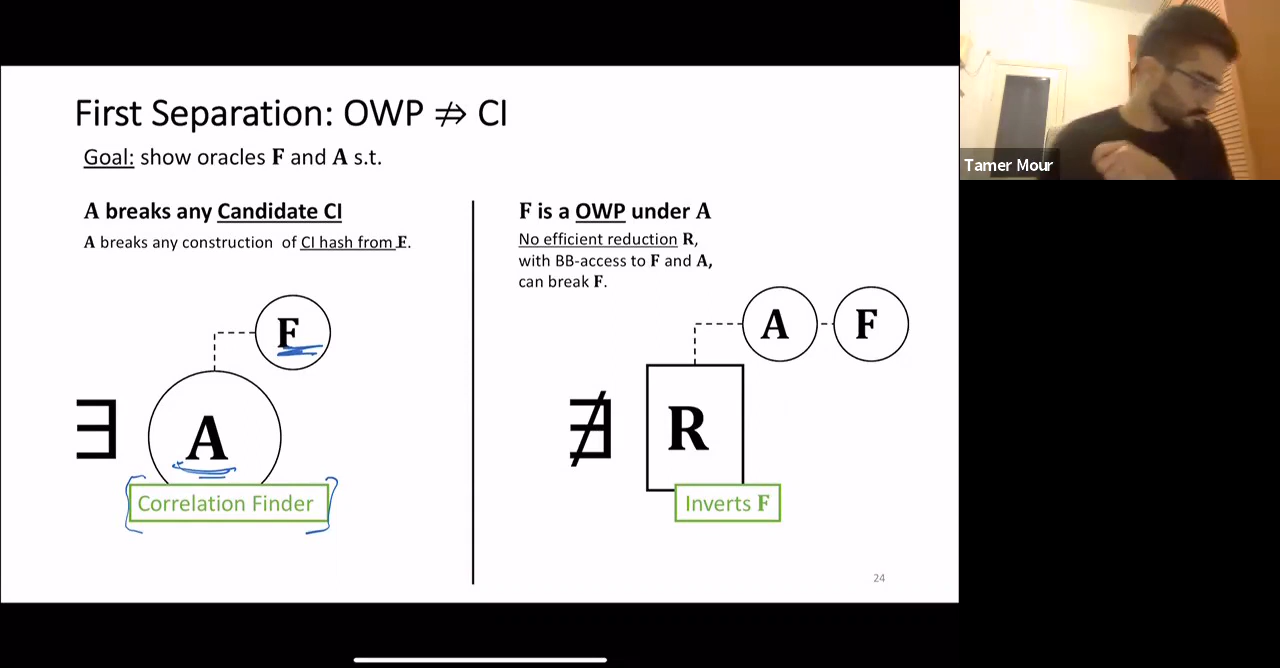 First Separation: OWP ⇏ CI
Goal: show oracles F and A s.t.
A breaks any Candidate CI
A breaks any construction of CI hash from F.
F
∃
A
Correlation Finder
F is a OWP under A
No efficient reduction R,
with BB-access to F and A,
can break F.
A
F
∄
R
Inverts F
24
Tamer Mour